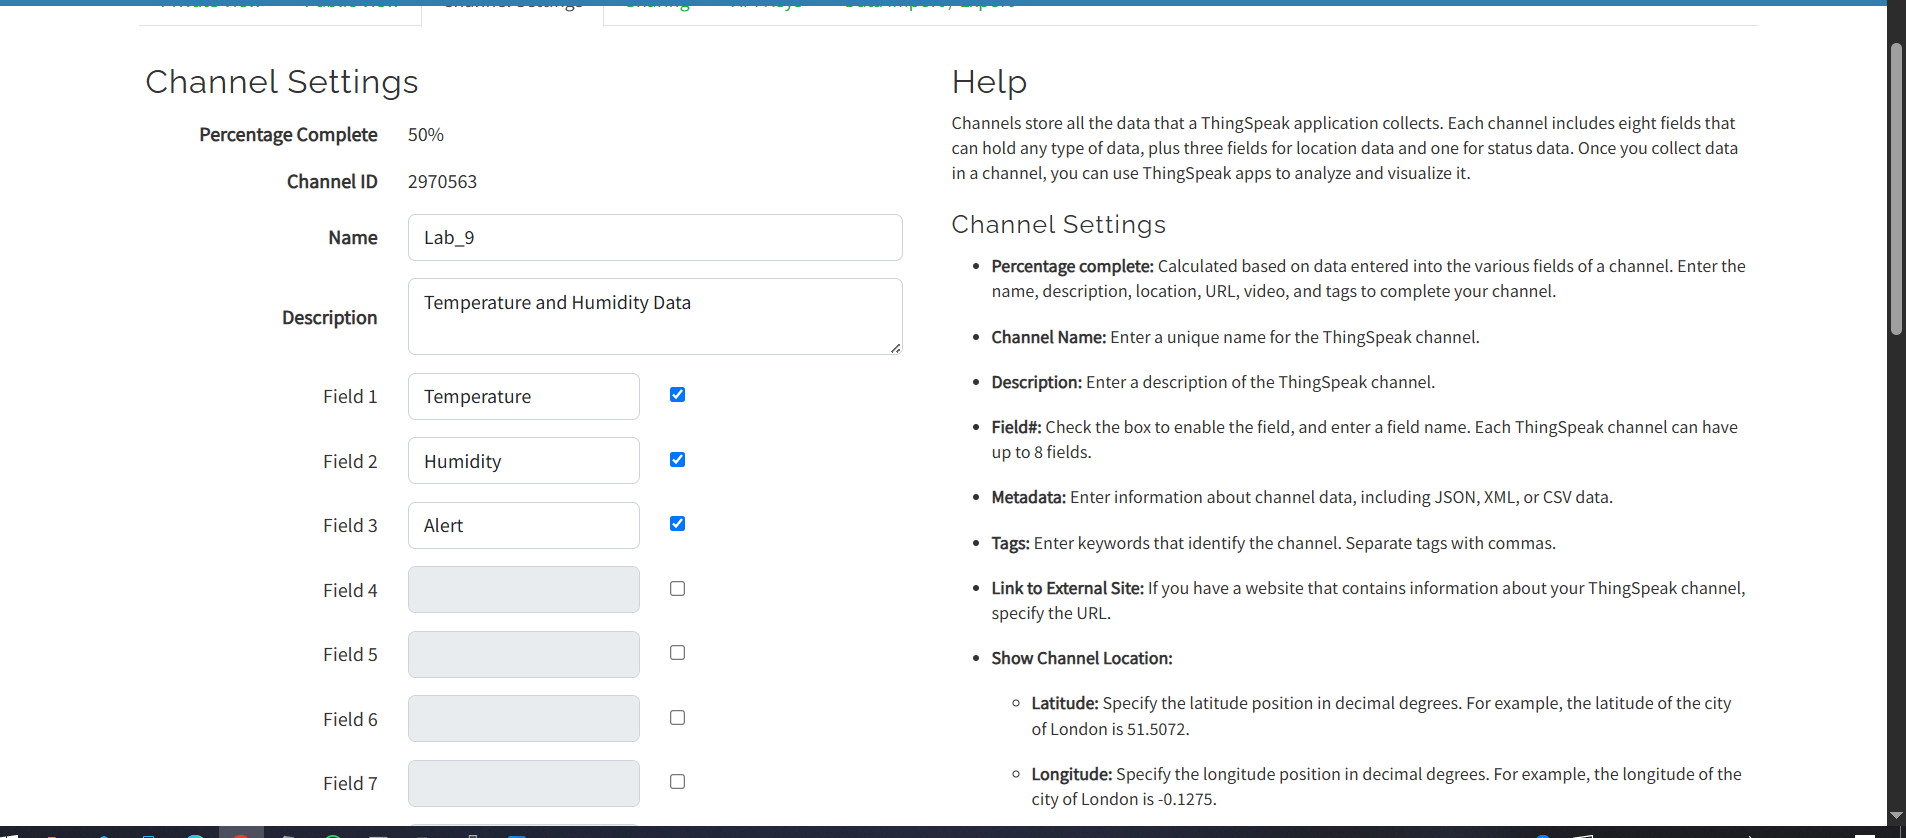 Channel Settings
Percentage Complete 50%
Channel ID 2970563
Name Lab_9
Description Temperature and Humidity Data
Field 1 Temperature
Field 2 Humidity
Field 3 Alert
Field 4
Field 5
Field 6
Field 7
Help
Channels store all the data that a ThingSpeak application collects. Each channel includes eight fields that
can hold any type of data, plus three fields for location data and one for status data. Once you collect data
in a channel, you can use ThingSpeak apps to analyze and visualize it.
Channel Settings
• Percentage complete: Calculated based on data entered into the various fields of a channel. Enter the
name, description, location, URL, video, and tags to complete your channel.
• Channel Name: Enter a unique name for the ThingSpeak channel.
• Description: Enter a description of the ThingSpeak channel.
• Field#: Check the box to enable the field, and enter a field name. Each ThingSpeak channel can have
up to 8 fields.
• Metadata: Enter information about channel data, including JSON, XML, or CSV data.
• Tags: Enter keywords that identify the channel. Separate tags with commas.
• Link to External Site: If you have a website that contains information about your ThingSpeak channel,
specify the URL.
• Show Channel Location:
◦ Latitude: Specify the latitude position in decimal degrees. For example, the latitude of the city
of London is 51.5072.
◦ Longitude: Specify the longitude position in decimal degrees. For example, the longitude of the
city of London is -0.1275.